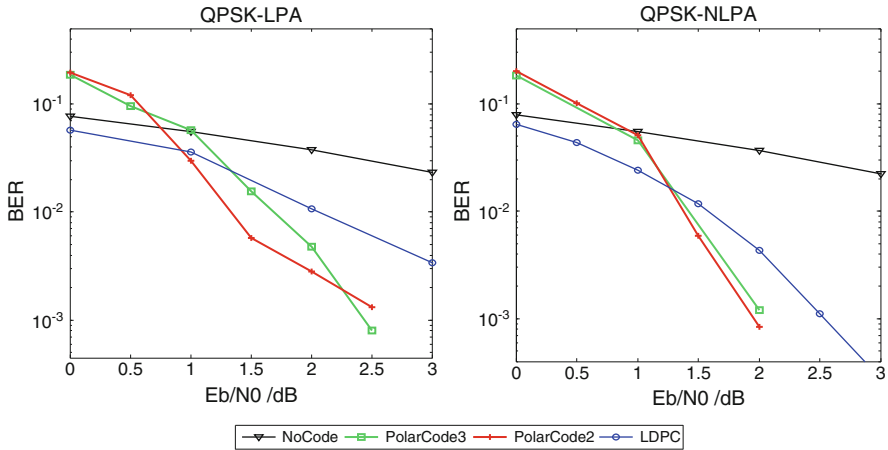 QPSK-LPA
QPSK-NLPA
BER
10^-1
10^-2
10^-3
0 0.5 1 1.5 2 2.5 3
Eb/N0 /dB
BER
10^-1
10^-2
10^-3
0 0.5 1 1.5 2 2.5 3
Eb/N0 /dB
NoCode PolarCode3 PolarCode2 LDPC